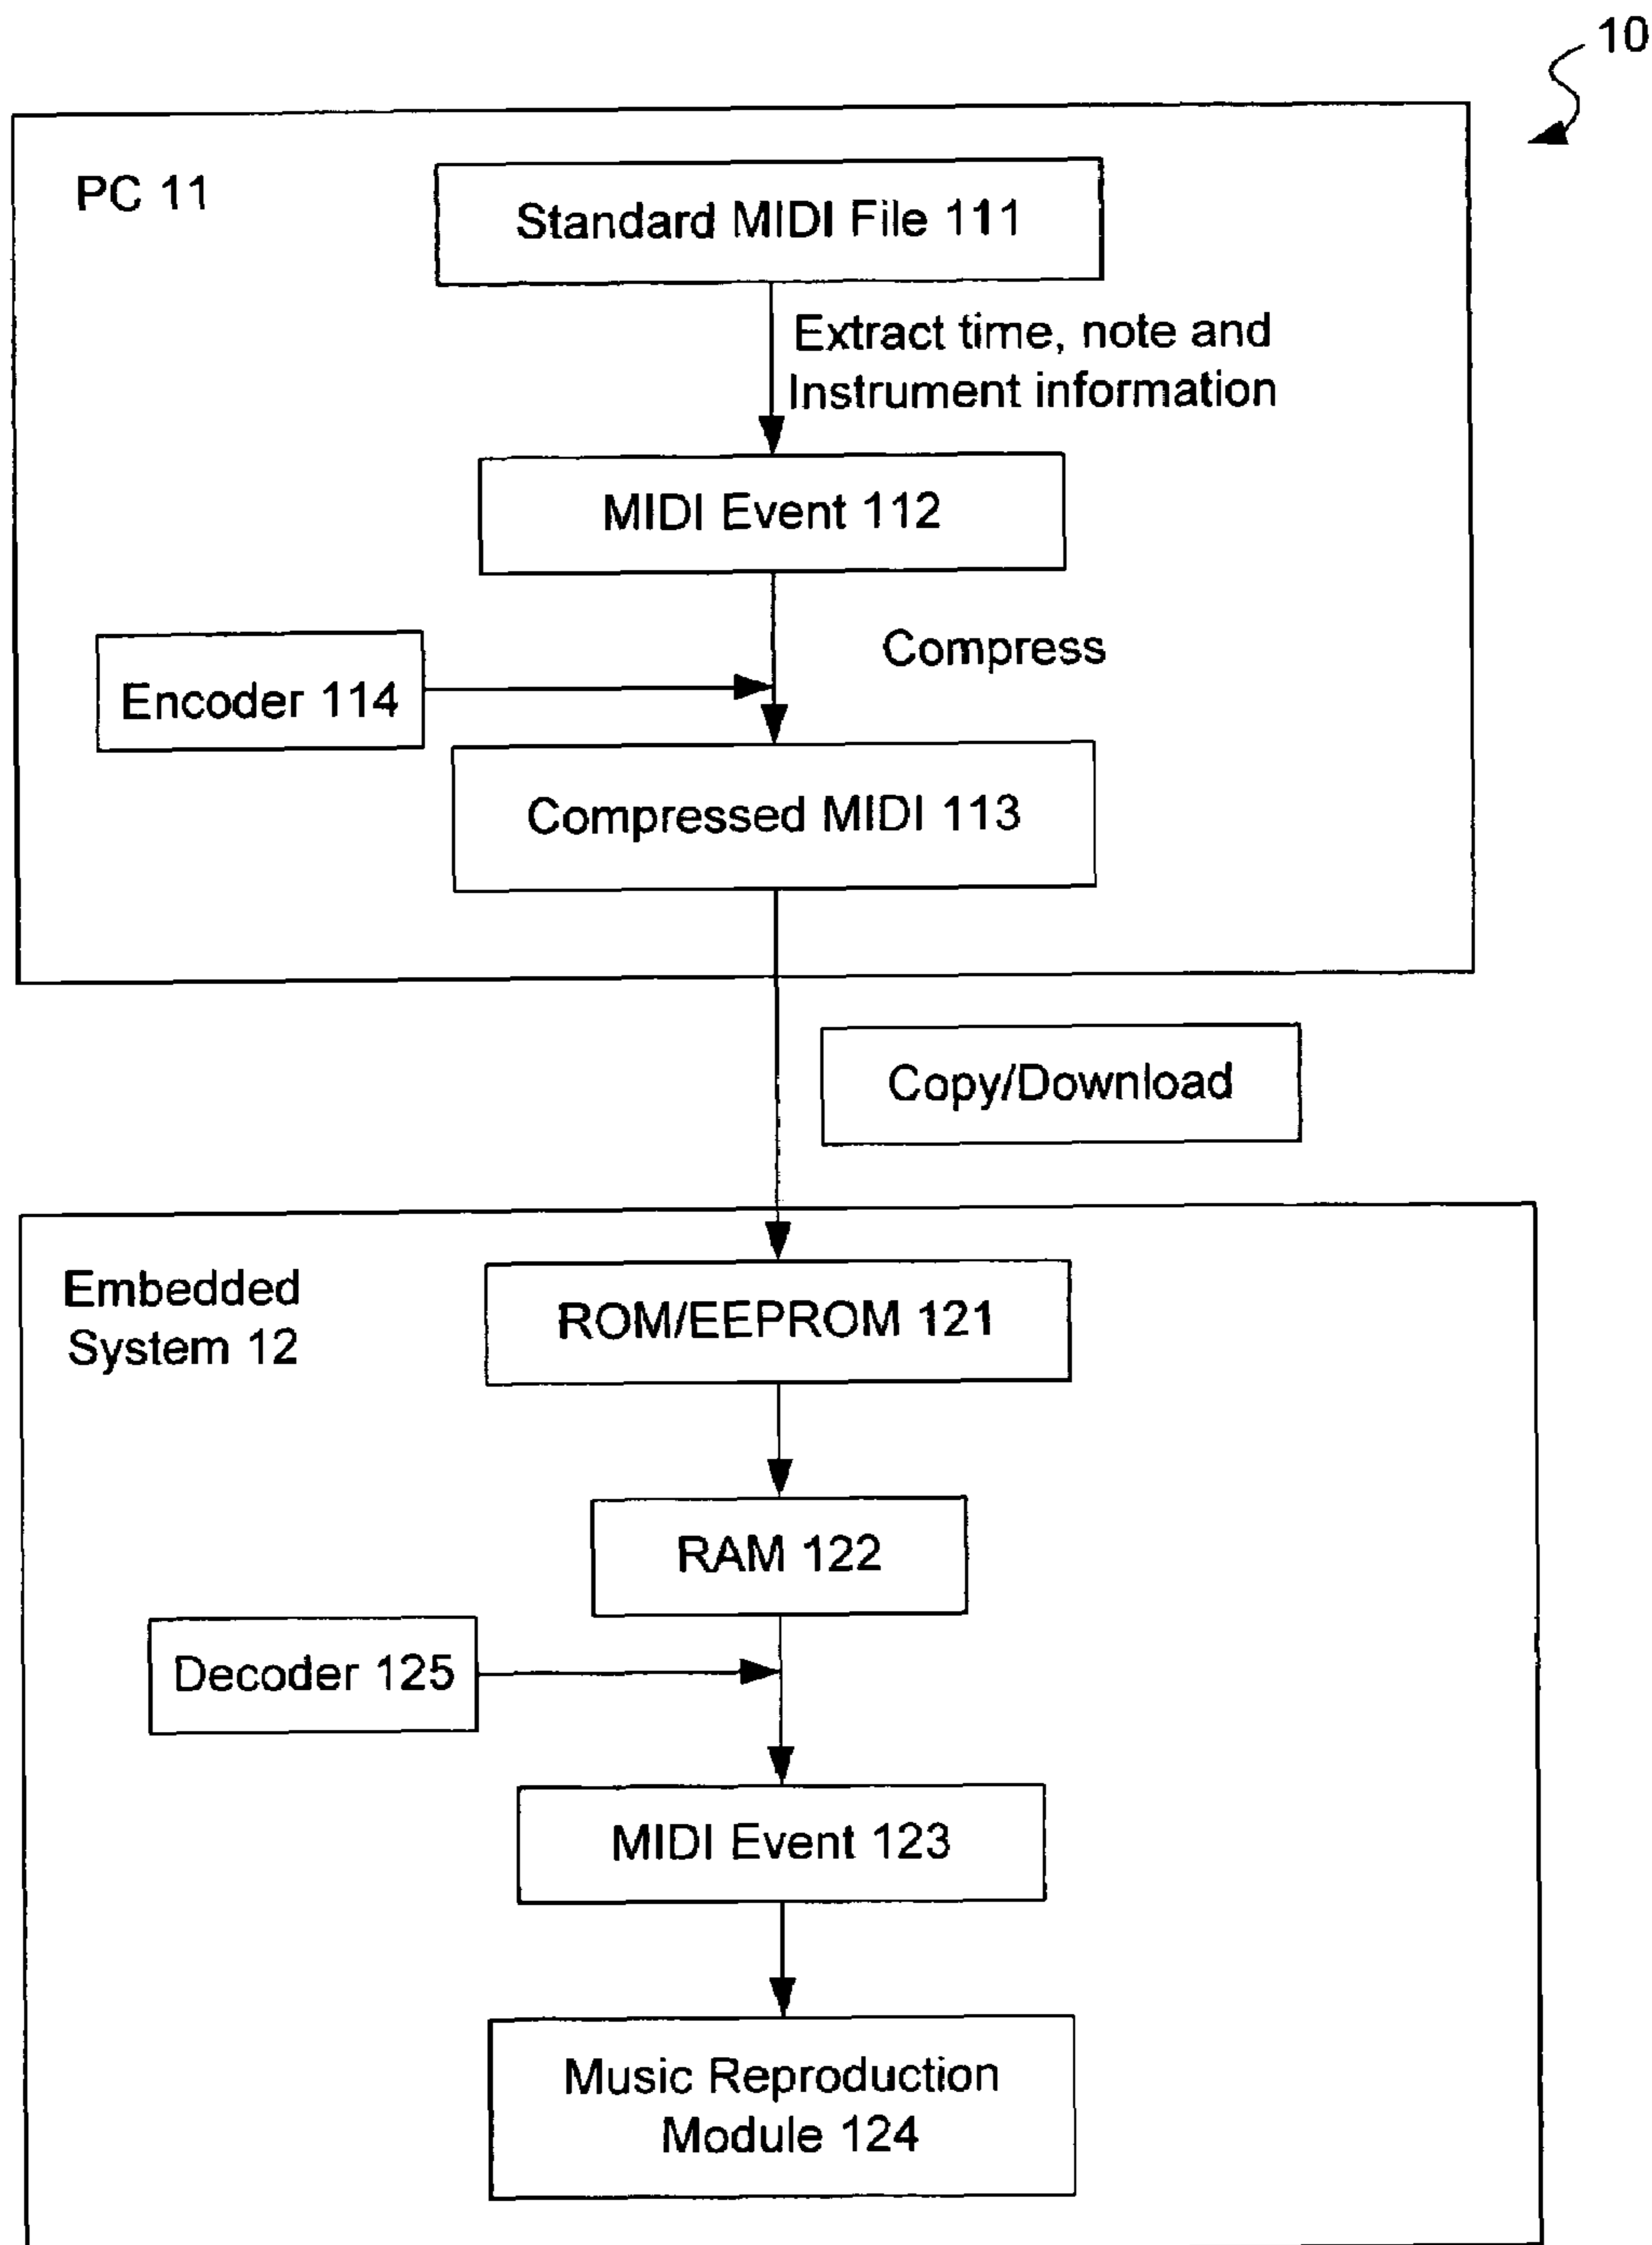 10
PC 11
Standard MIDI File 111
Extract time, note and
Instrument information
MIDI Event 112
Compress
Encoder 114
Compressed MIDI 113
Copy/Download
Embedded
System 12
ROM/EEPROM 121
RAM 122
Decoder 125
MIDI Event 123
Music Reproduction
Module 124